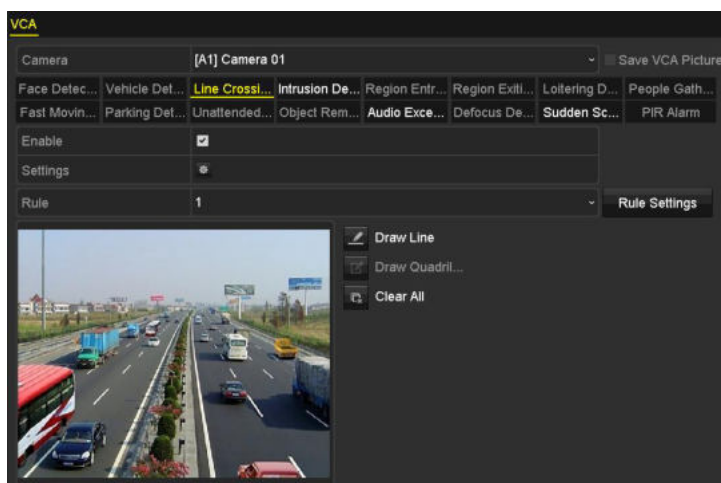 VCA
Camera [A1] Camera 01 Save VCA Picture
Face Detec... Vehicle Det... Line Crossi... Intrusion De... Region Entr... Region Exiti... Loitering D... People Gath...
Fast Movin... Parking Det... Unattended... Object Rem... Audio Exce... Defocus De... Sudden Sc... PIR Alarm
Enable
Settings
Rule 1 Rule Settings
Draw Line
Draw Quadril...
Clear All